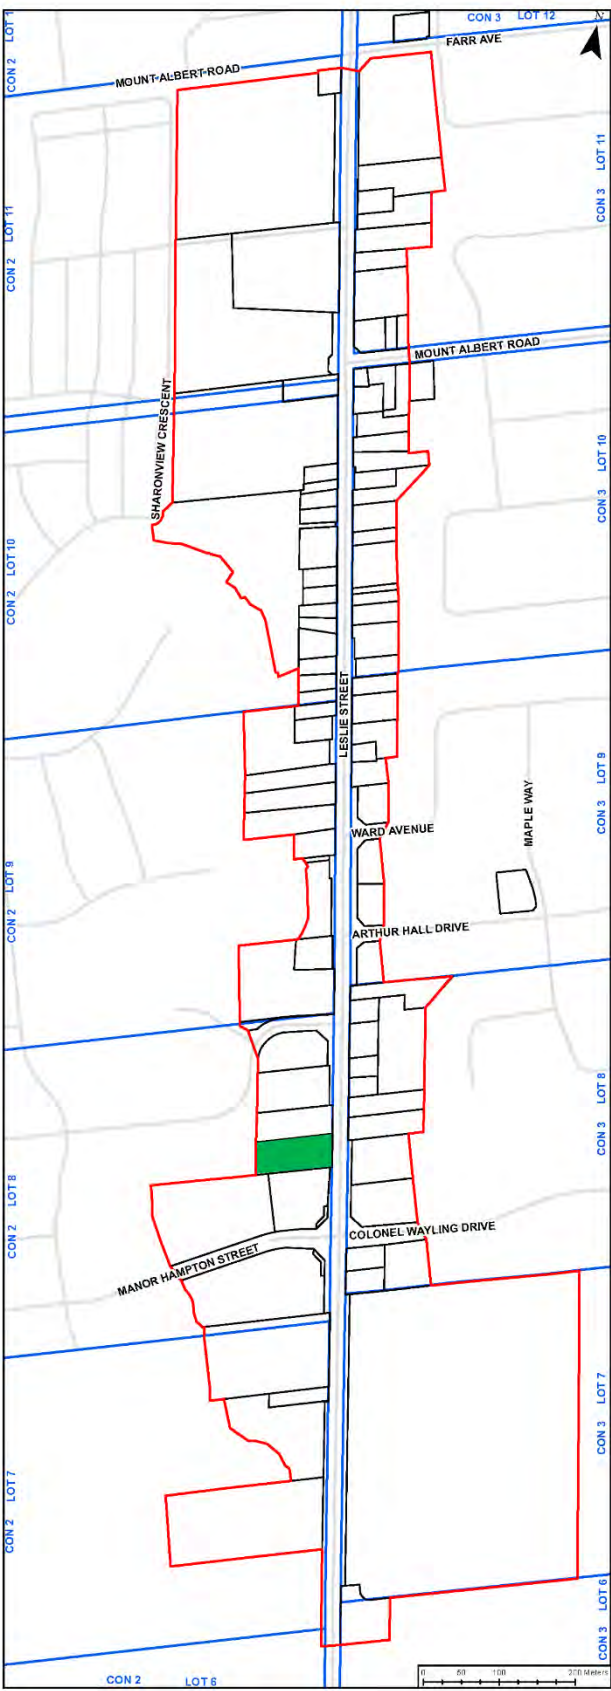 CON 3 LOT 12
N
CON 2 LOT 1
FARR AVE
MOUNT ALBERT ROAD
CON 3 LOT 11
CON 2 LOT 11
MOUNT ALBERT ROAD
SHARONVIEW CRESCENT
CON 3 LOT 10
CON 2 LOT 10
LESLIE STREET
CON 3 LOT 9
MAPLE WAY
WARD AVENUE
CON 2 LOT 9
ARTHUR HALL DRIVE
CON 3 LOT 8
CON 2 LOT 8
COLONEL WAYLING DRIVE
MANOR HAMPTON STREET
CON 3 LOT 7
CON 2 LOT 7
CON 3 LOT 6
CON 2 LOT 6
0 50 100 200 Meters